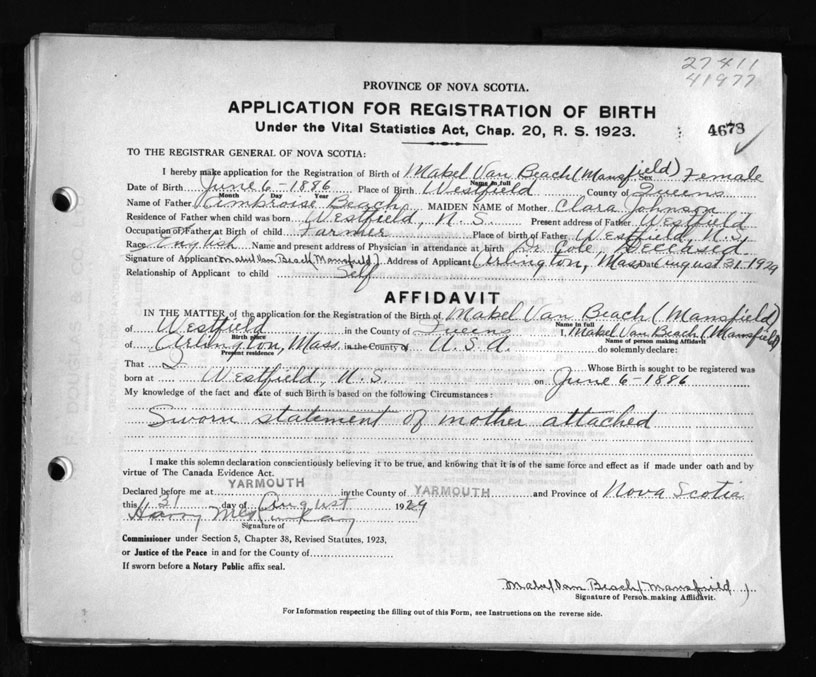 27411
41977
PROVINCE OF NOVA SCOTIA.
APPLICATION FOR REGISTRATION OF BIRTH
Under the Vital Statistics Act, Chap. 20, R. S. 1923.
4678
TO THE REGISTRAR GENERAL OF NOVA SCOTIA:
I hereby make application for the Registration of Birth of Mabel Van Beach (Mansfield) Sex Female
Name in full
Date of Birth June 6-1886 Place of Birth Westfield County of Queens
Month Day Year
Name of Father Ambroise Beach MAIDEN NAME of Mother Clara Johnson
Residence of Father when child was born Westfield, N.S. Present address of Father Westfield
Occupation of Father at Birth of child Farmer Place of birth of Father Westfield, N.S.
Race English Name and present address of Physician in attendance at birth Dr Cole, Deceased
Signature of Applicant Mabel Van Beach (Mansfield) Address of Applicant Arlington, Mass Date August 31, 1929
Relationship of Applicant to child Self
AFFIDAVIT
IN THE MATTER of the application for the Registration of the Birth of Mabel Van Beach (Mansfield)
Name in full
of Westfield in the County of Queens I, Mabel Van Beach (Mansfield)
Birth place Name of person making Affidavit
of Arlington, Mass. in the County of U.S.A. do solemnly declare:
Present residence
That I Whose Birth is sought to be registered was
born at Westfield, N.S. on June 6-1886
My knowledge of the fact and date of such Birth is based on the following Circumstances:
Sworn statement of mother attached
I make this solemn declaration conscientiously believing it to be true, and knowing that it is of the same force and effect as if made under oath and by
virtue of The Canada Evidence Act.
Declared before me at YARMOUTH in the County of YARMOUTH and Province of Nova Scotia
this 31 day of August 1929
Harry
Signature of
Commissioner under Section 5, Chapter 38, Revised Statutes, 1923,
or Justice of the Peace in and for the County of
If sworn before a Notary Public affix seal.
Mabel Van Beach (Mansfield)
Signature of Person making Affidavit.
For Information respecting the filling out of this Form, see Instructions on the reverse side.